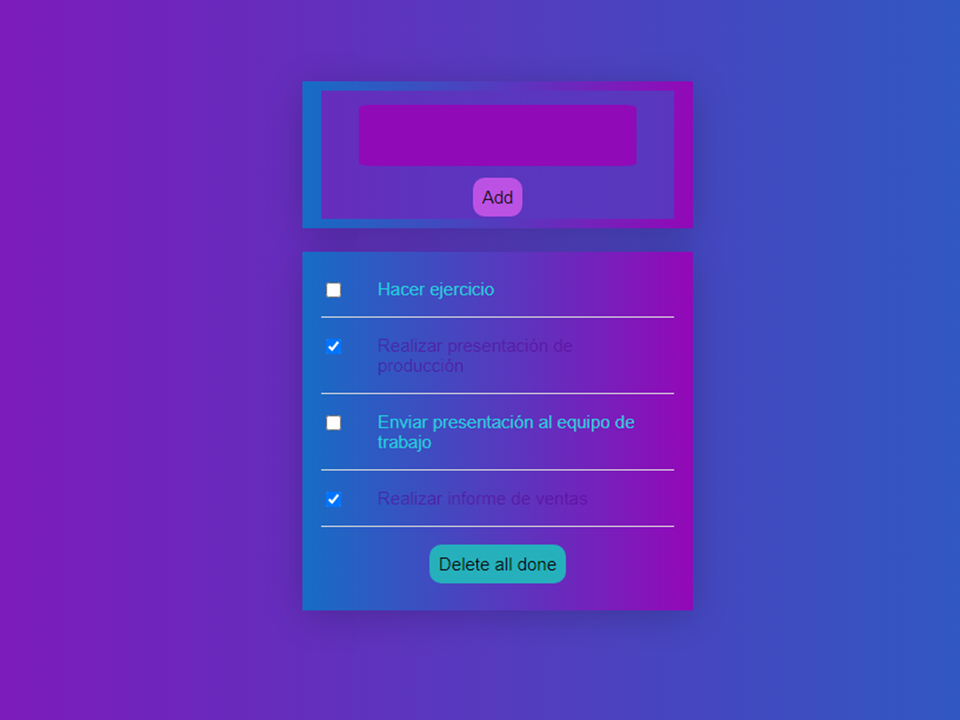 Add
Hacer ejercicio
Realizar presentación de
producción
Enviar presentación al equipo de
trabajo
Realizar informe de ventas
Delete all done